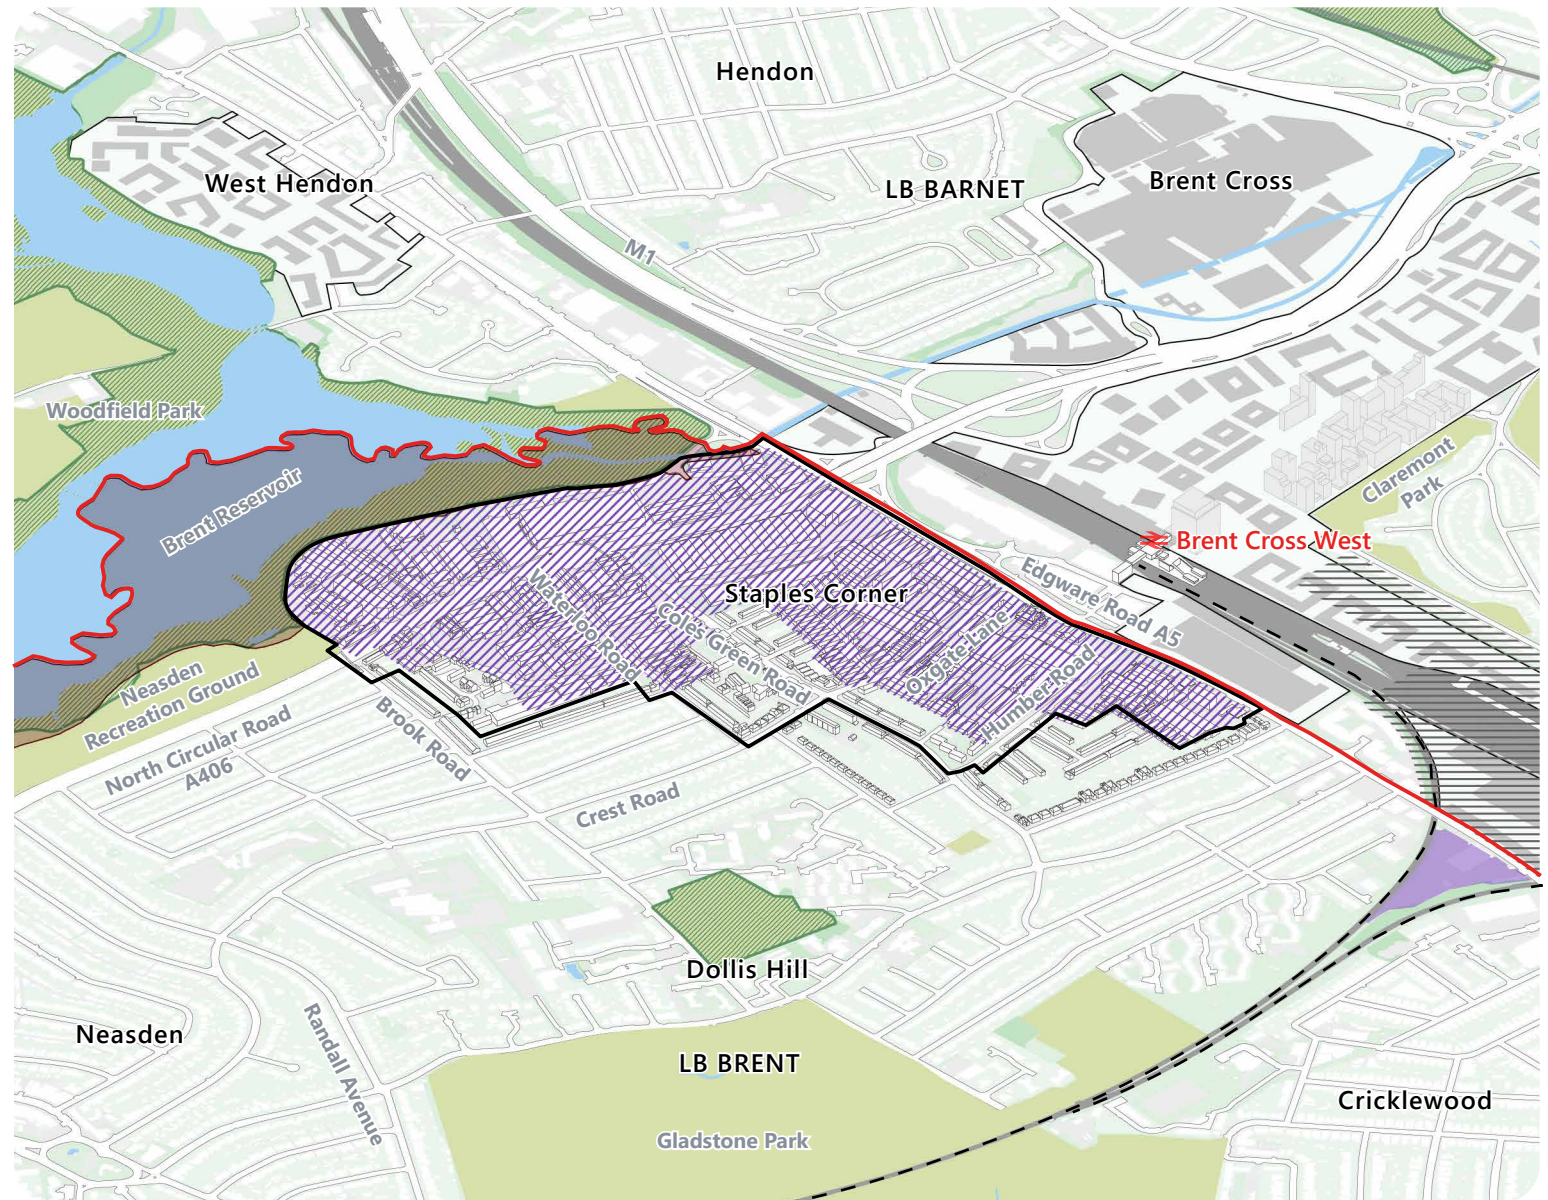 Hendon
West Hendon
LB BARNET
Brent Cross
M1
Woodfield Park
Claremont
Park
Brent Reservoir
Brent Cross West
Edgware Road A5
Staples Corner
Waterloo Road
Coles Green Road
Oxgate Lane
Humber Road
Neasden
Recreation Ground
North Circular Road
A406
Brook Road
Crest Road
Dollis Hill
Neasden
Randall Avenue
LB BRENT
Cricklewood
Gladstone Park